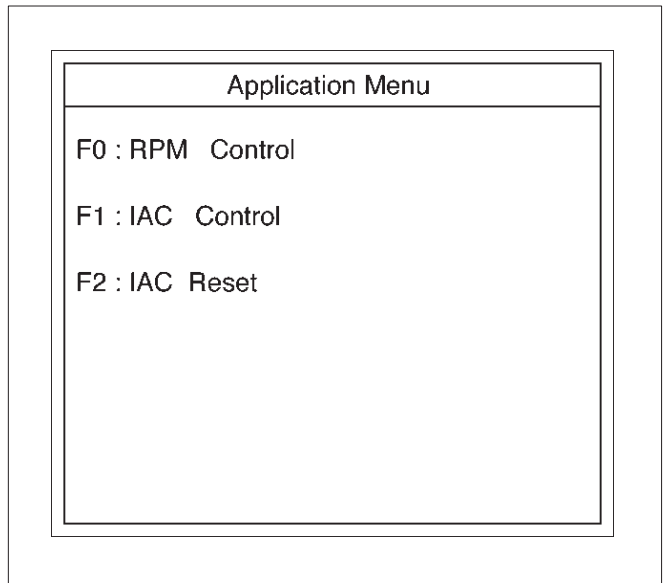 Application Menu
F0 : RPM Control
F1 : IAC Control
F2 : IAC Reset